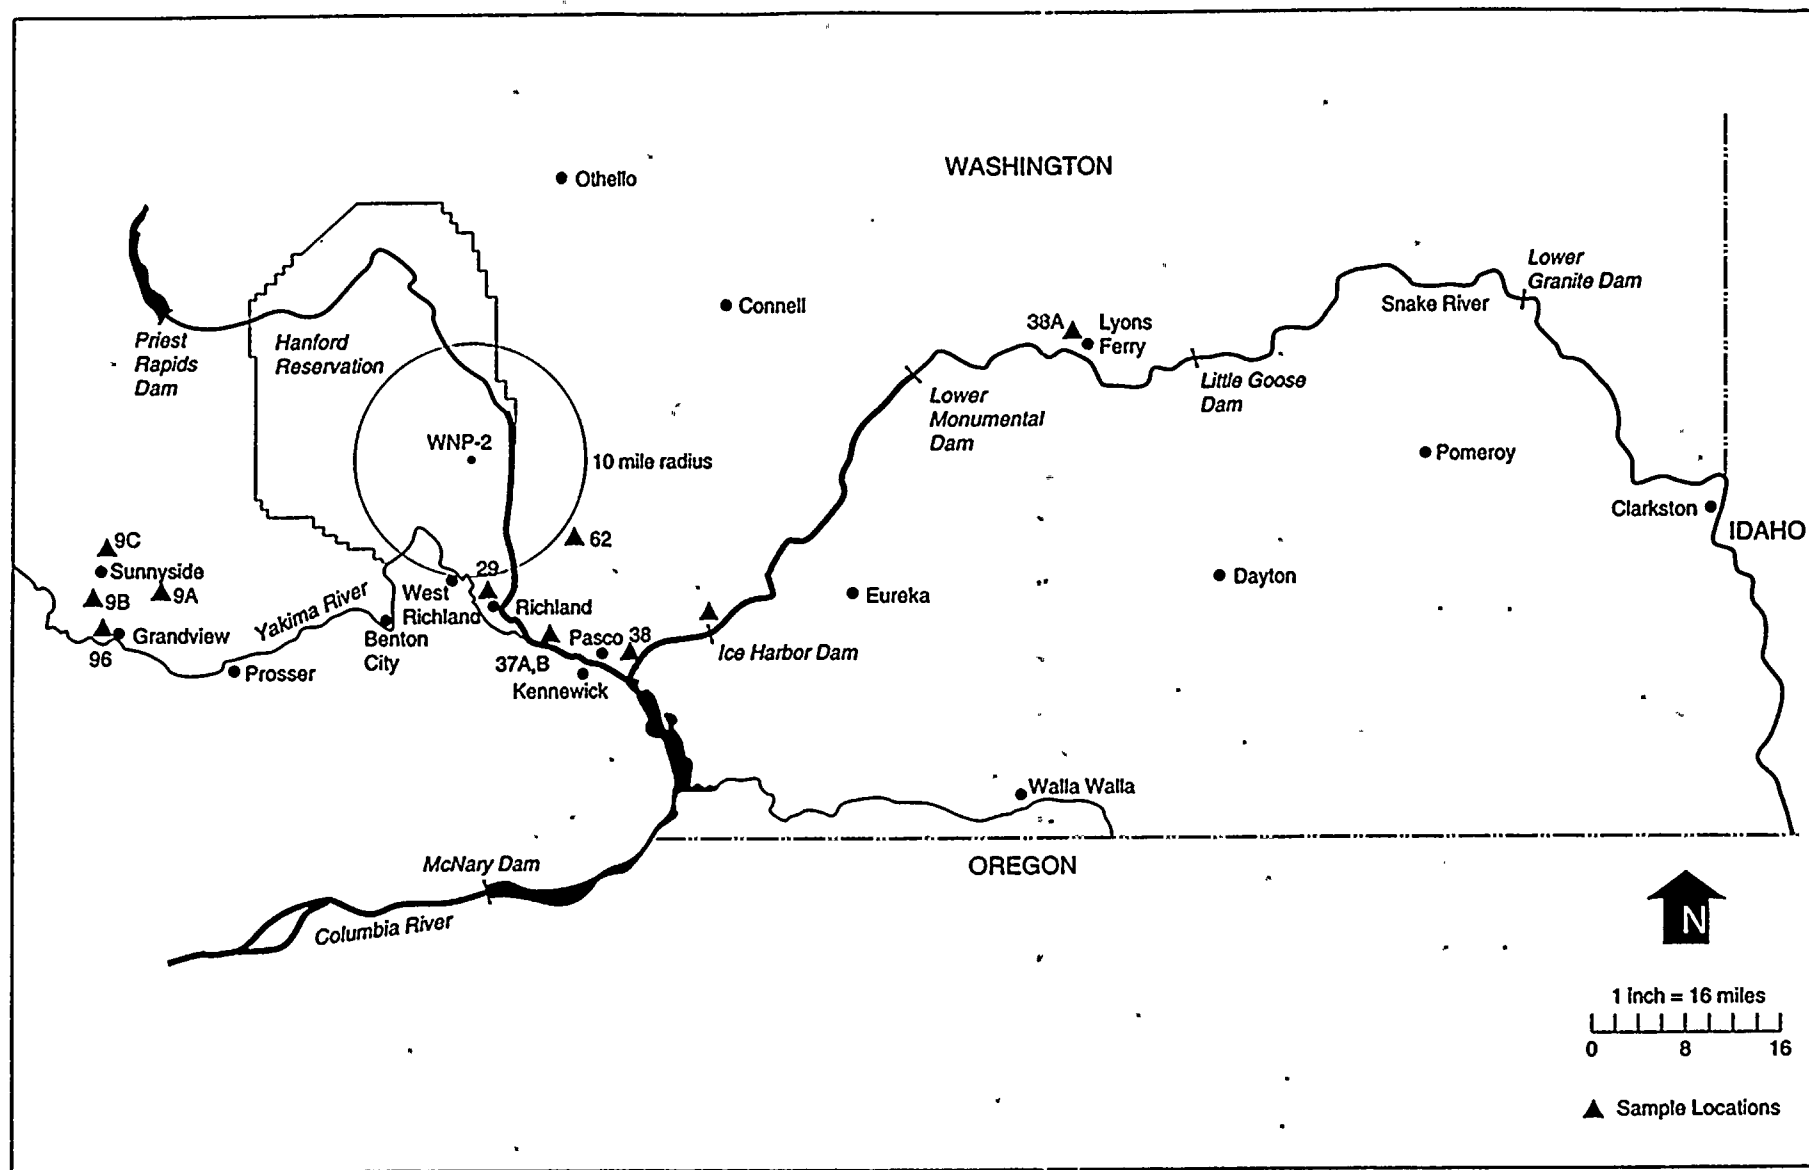 WASHINGTON
Othello
Connell
Lower
Granite Dam
Snake River
38A
Lyons
Ferry
Priest
Rapids
Dam
Hanford
Reservation
Little Goose
Dam
Lower
Monumental
Dam
WNP-2
10 mile radius
Pomeroy
Clarkston
IDAHO
62
9C
Sunnyside
9B
9A
29
West
Richland
Richland
Yakima River
Eureka
Dayton
Grandview
96
Benton
City
Prosser
Pasco
38
37A,B
Kennewick
Ice Harbor Dam
Walla Walla
McNary Dam
OREGON
Columbia River
N
1 inch = 16 miles
0 8 16
Sample Locations